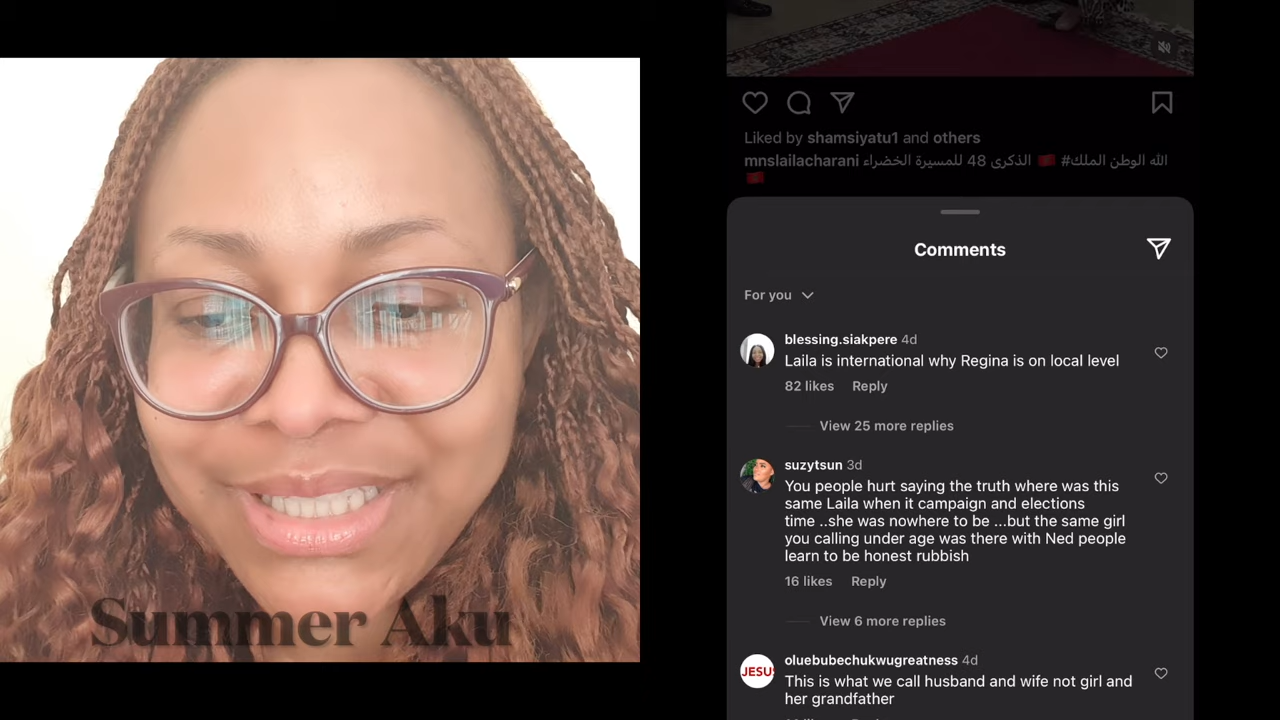 Summer Aku
Liked by shamsiyatu1 and others
mnslailacharani الذكرى 48 للمسيرة الخضراء 🇲🇦 #الله الوطن الملك
🇲🇦
Comments
For you
blessing.siakpere 4d
Laila is international why Regina is on local level
82 likes Reply
View 25 more replies
suzytsun 3d
You people hurt saying the truth where was this
same Laila when it campaign and elections
time ..she was nowhere to be ...but the same girl
you calling under age was there with Ned people
learn to be honest rubbish
16 likes Reply
View 6 more replies
JESUS
oluebubechukwugreatness 4d
This is what we call husband and wife not girl and
her grandfather